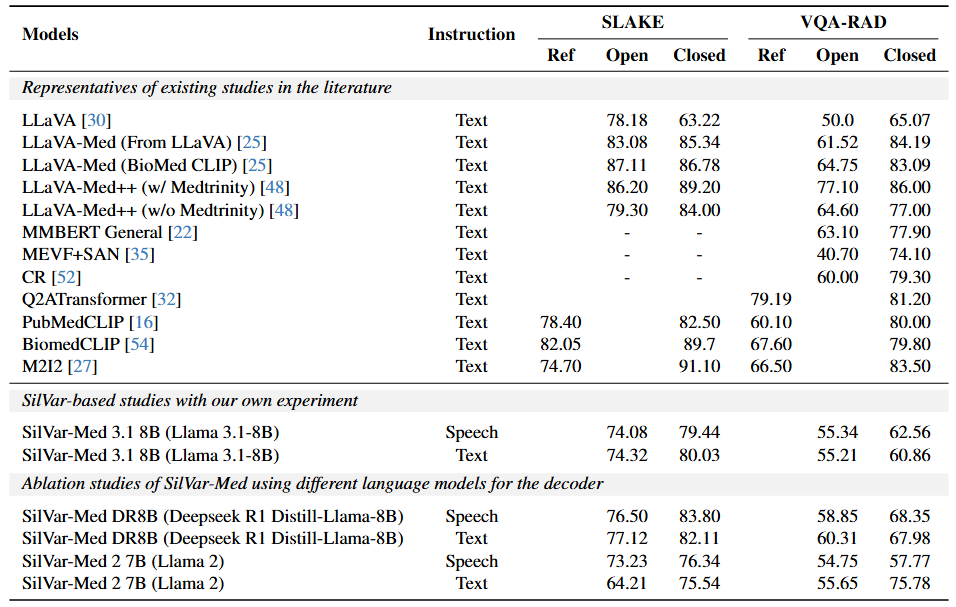 Models Instruction SLAKE VQA-RAD
Ref Open Closed Ref Open Closed
Representatives of existing studies in the literature
LLaVA [30] Text 78.18 63.22 50.0 65.07
LLaVA-Med (From LLaVA) [25] Text 83.08 85.34 61.52 84.19
LLaVA-Med (BioMed CLIP) [25] Text 87.11 86.78 64.75 83.09
LLaVA-Med++ (w/ Medtrinity) [48] Text 86.20 89.20 77.10 86.00
LLaVA-Med++ (w/o Medtrinity) [48] Text 79.30 84.00 64.60 77.00
MMBERT General [22] Text - - 63.10 77.90
MEVF+SAN [35] Text - - 40.70 74.10
CR [52] Text - - 60.00 79.30
Q2ATransformer [32] Text 79.19 81.20
PubMedCLIP [16] Text 78.40 82.50 60.10 80.00
BiomedCLIP [54] Text 82.05 89.7 67.60 79.80
M2I2 [27] Text 74.70 91.10 66.50 83.50
SilVar-based studies with our own experiment
SilVar-Med 3.1 8B (Llama 3.1-8B) Speech 74.08 79.44 55.34 62.56
SilVar-Med 3.1 8B (Llama 3.1-8B) Text 74.32 80.03 55.21 60.86
Ablation studies of SilVar-Med using different language models for the decoder
SilVar-Med DR8B (Deepseek R1 Distill-Llama-8B) Speech 76.50 83.80 58.85 68.35
SilVar-Med DR8B (Deepseek R1 Distill-Llama-8B) Text 77.12 82.11 60.31 67.98
SilVar-Med 2 7B (Llama 2) Speech 73.23 76.34 54.75 57.77
SilVar-Med 2 7B (Llama 2) Text 64.21 75.54 55.65 75.78